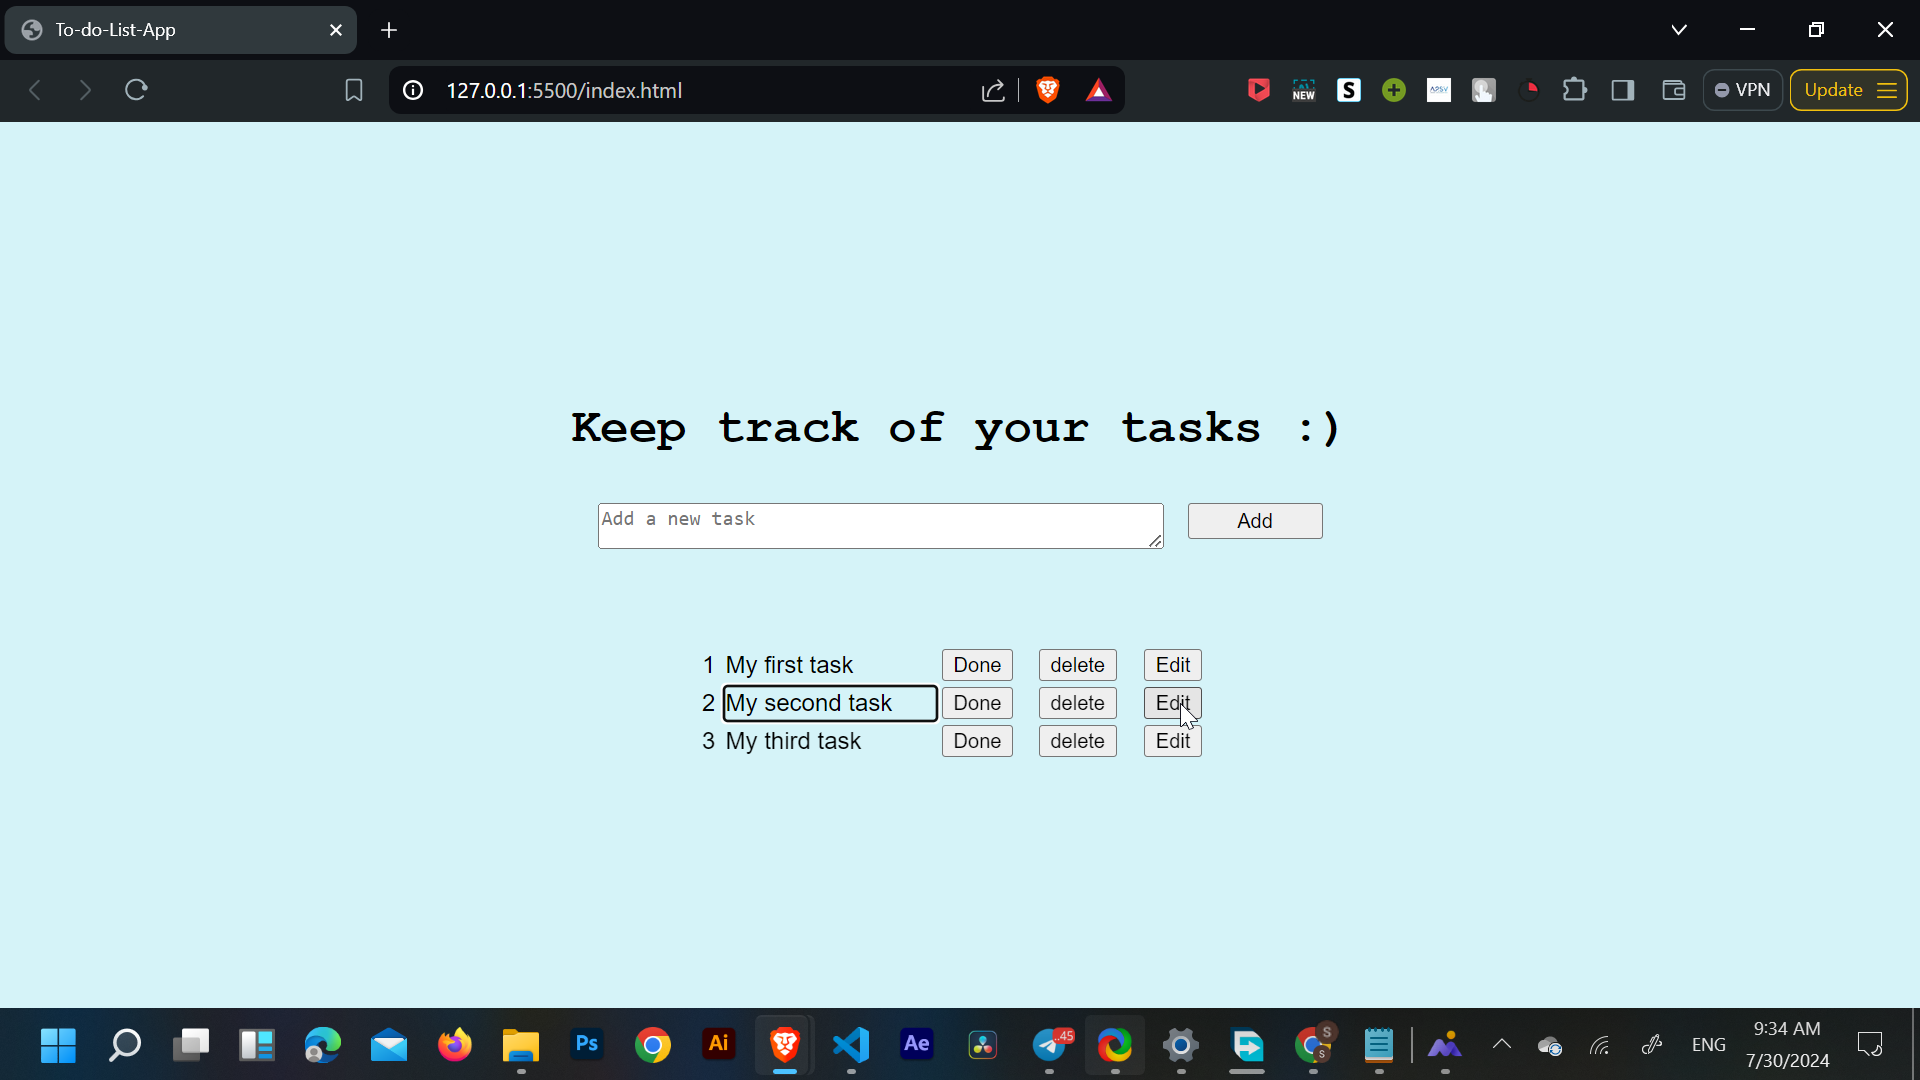 To-do-List-App
127.0.0.1:5500/index.html
NEW
S
VPN
Update
Keep track of your tasks :)
Add a new task
Add
1 My first task Done delete Edit
2 My second task Done delete Edit
3 My third task Done delete Edit
Ps
Ai
Ae
..45
S
S
ENG
9:34 AM
7/30/2024